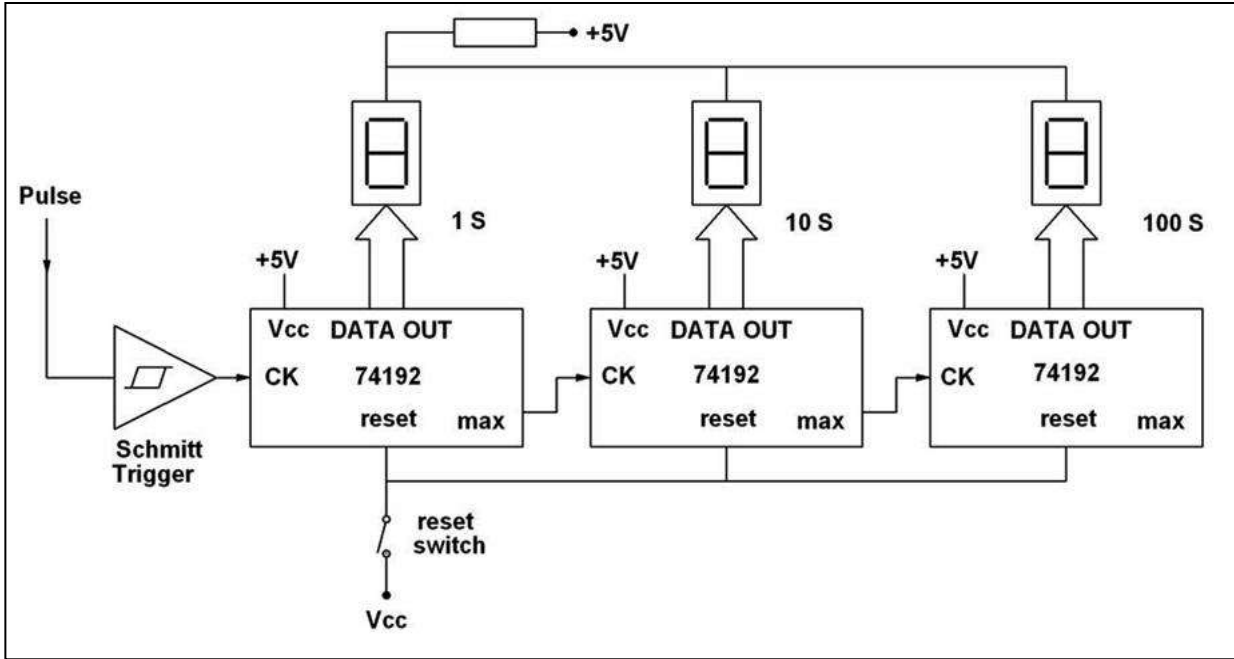 +5V
Pulse
1 S
10 S
100 S
+5V
+5V
+5V
Vcc DATA OUT
CK 74192
reset max
Vcc DATA OUT
CK 74192
reset max
Vcc DATA OUT
CK 74192
reset max
Schmitt
Trigger
reset
switch
Vcc